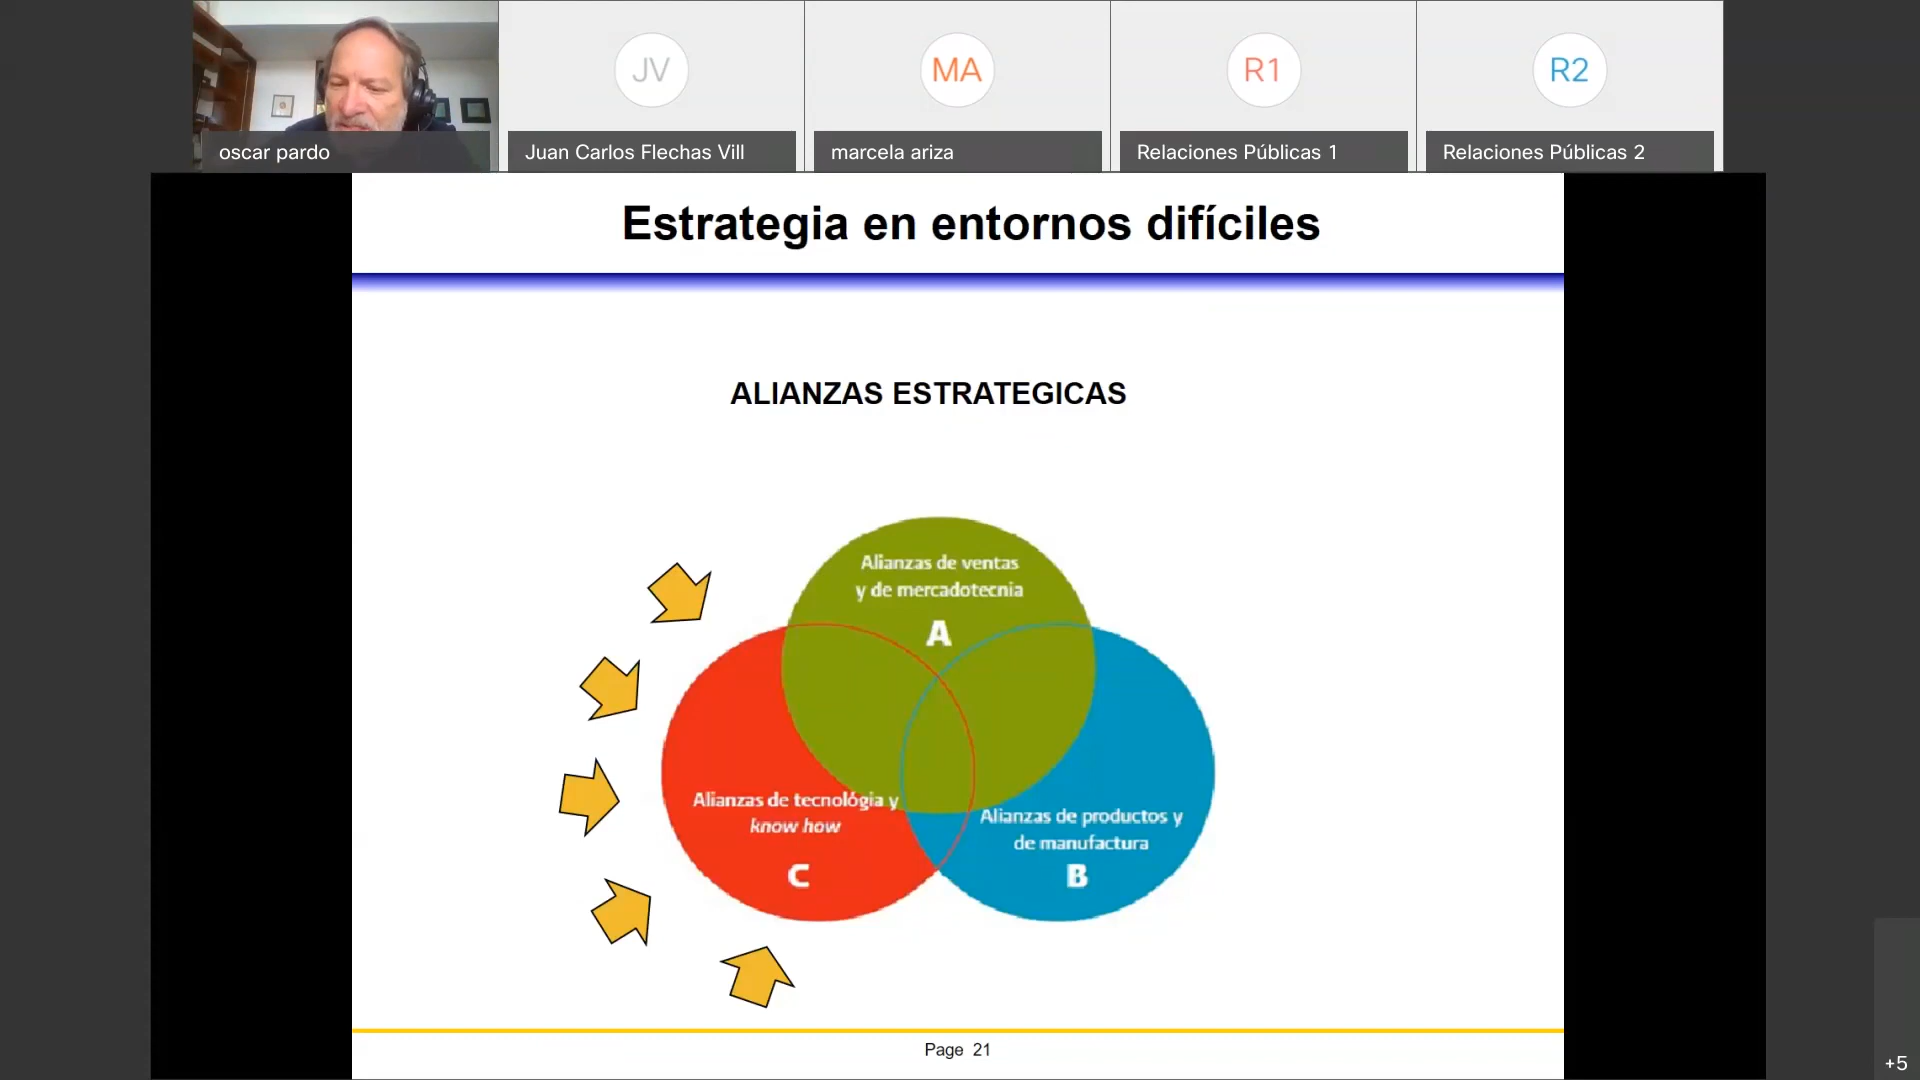 JV
MA
R1
R2
oscar pardo
Juan Carlos Flechas Vill
marcela ariza
Relaciones Públicas 1
Relaciones Públicas 2
Estrategia en entornos difíciles
ALIANZAS ESTRATEGICAS
Alianzas de ventas
y de mercadotecnia
A
Alianzas de tecnológia y
know how
C
Alianzas de productos y
de manufactura
B
Page 21
+5